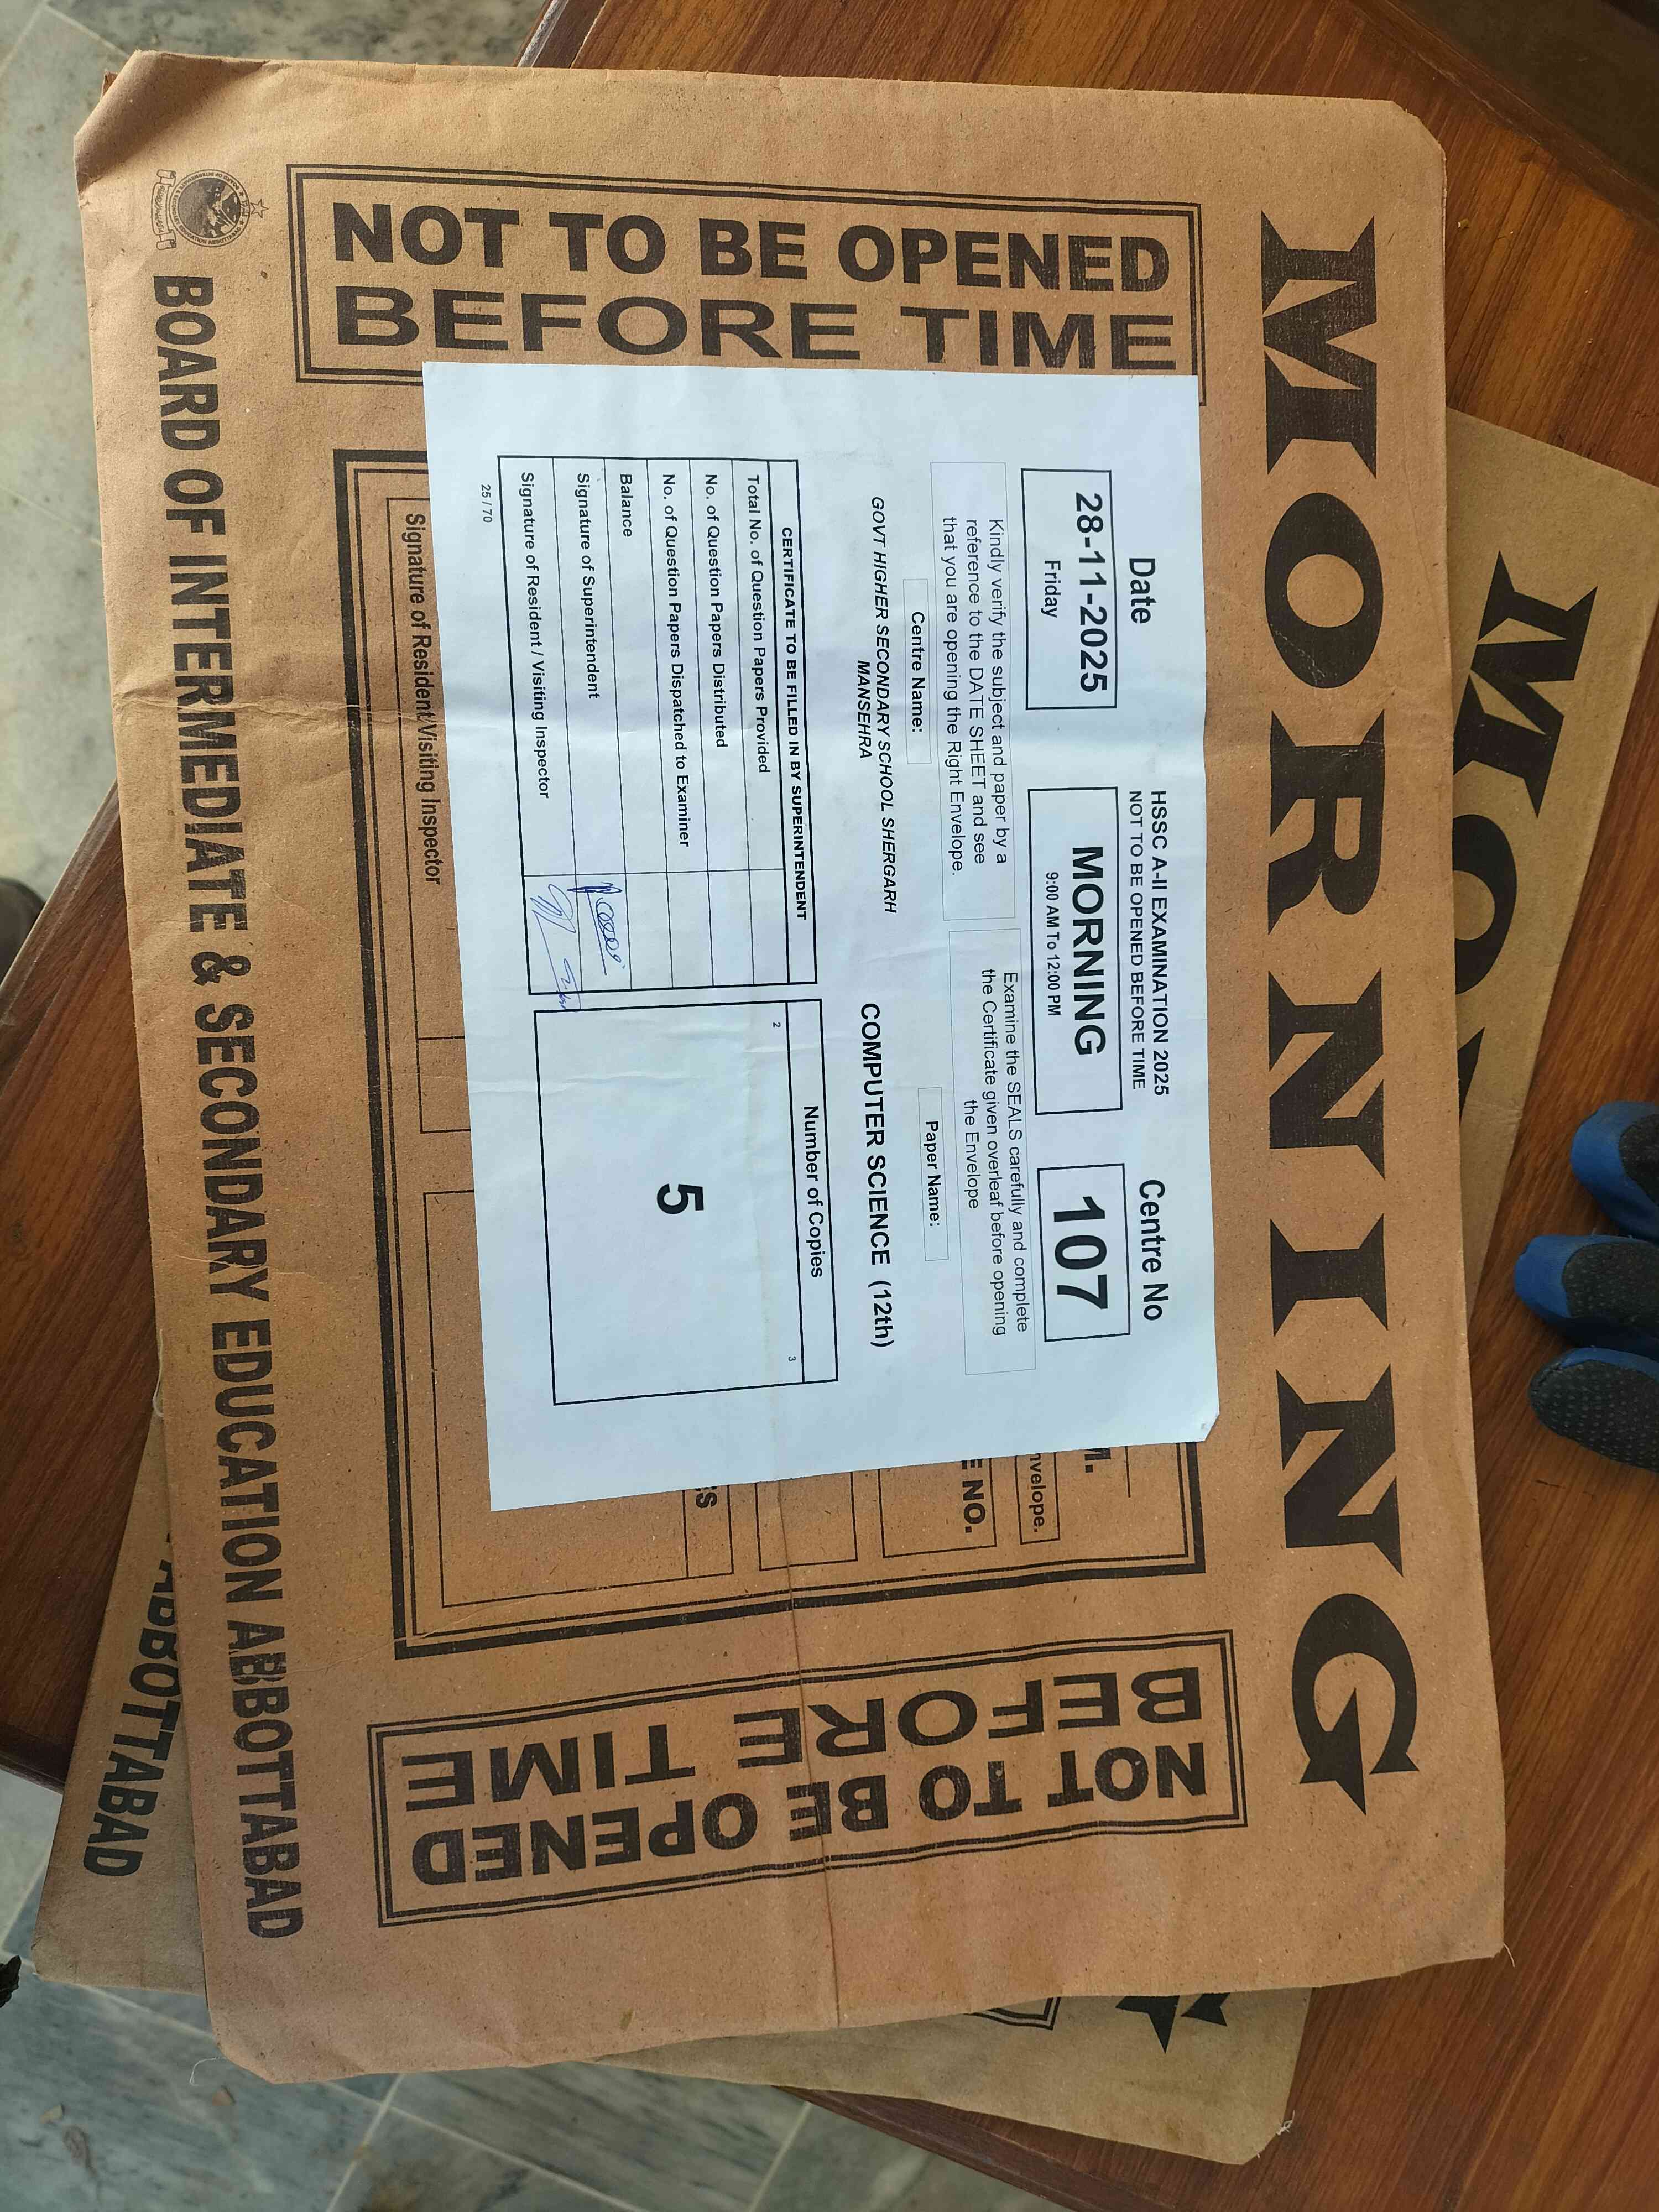 MORNING
NOT TO BE OPENED
BEFORE TIME
Date
28-11-2025
Friday
HSSC A-II EXAMINATION 2025
NOT TO BE OPENED BEFORE TIME
MORNING
9:00 AM To 12:00 PM
Centre No
107
Kindly verify the subject and paper by a
reference to the DATE SHEET and see
that you are opening the Right Envelope.
Examine the SEALS carefully and complete
the Certificate given overleaf before opening
the Envelope
Centre Name:
GOVT HIGHER SECONDARY SCHOOL SHERGARH
MANSEHRA
Paper Name:
COMPUTER SCIENCE (12th)
CERTIFICATE TO BE FILLED IN BY SUPERINTENDENT
Total No. of Question Papers Provided
No. of Question Papers Distributed
No. of Question Papers Dispatched to Examiner
Balance
Signature of Superintendent
Signature of Resident / Visiting Inspector
25 / 70
Number of Copies
2
3
5
M.
nvelope.
E NO.
ES
Signature of Resident/Visiting Inspector
NOT TO BE OPENED
BEFORE TIME
BOARD OF INTERMEDIATE & SECONDARY EDUCATION ABBOTTABAD
MO
ABBOTTABAD